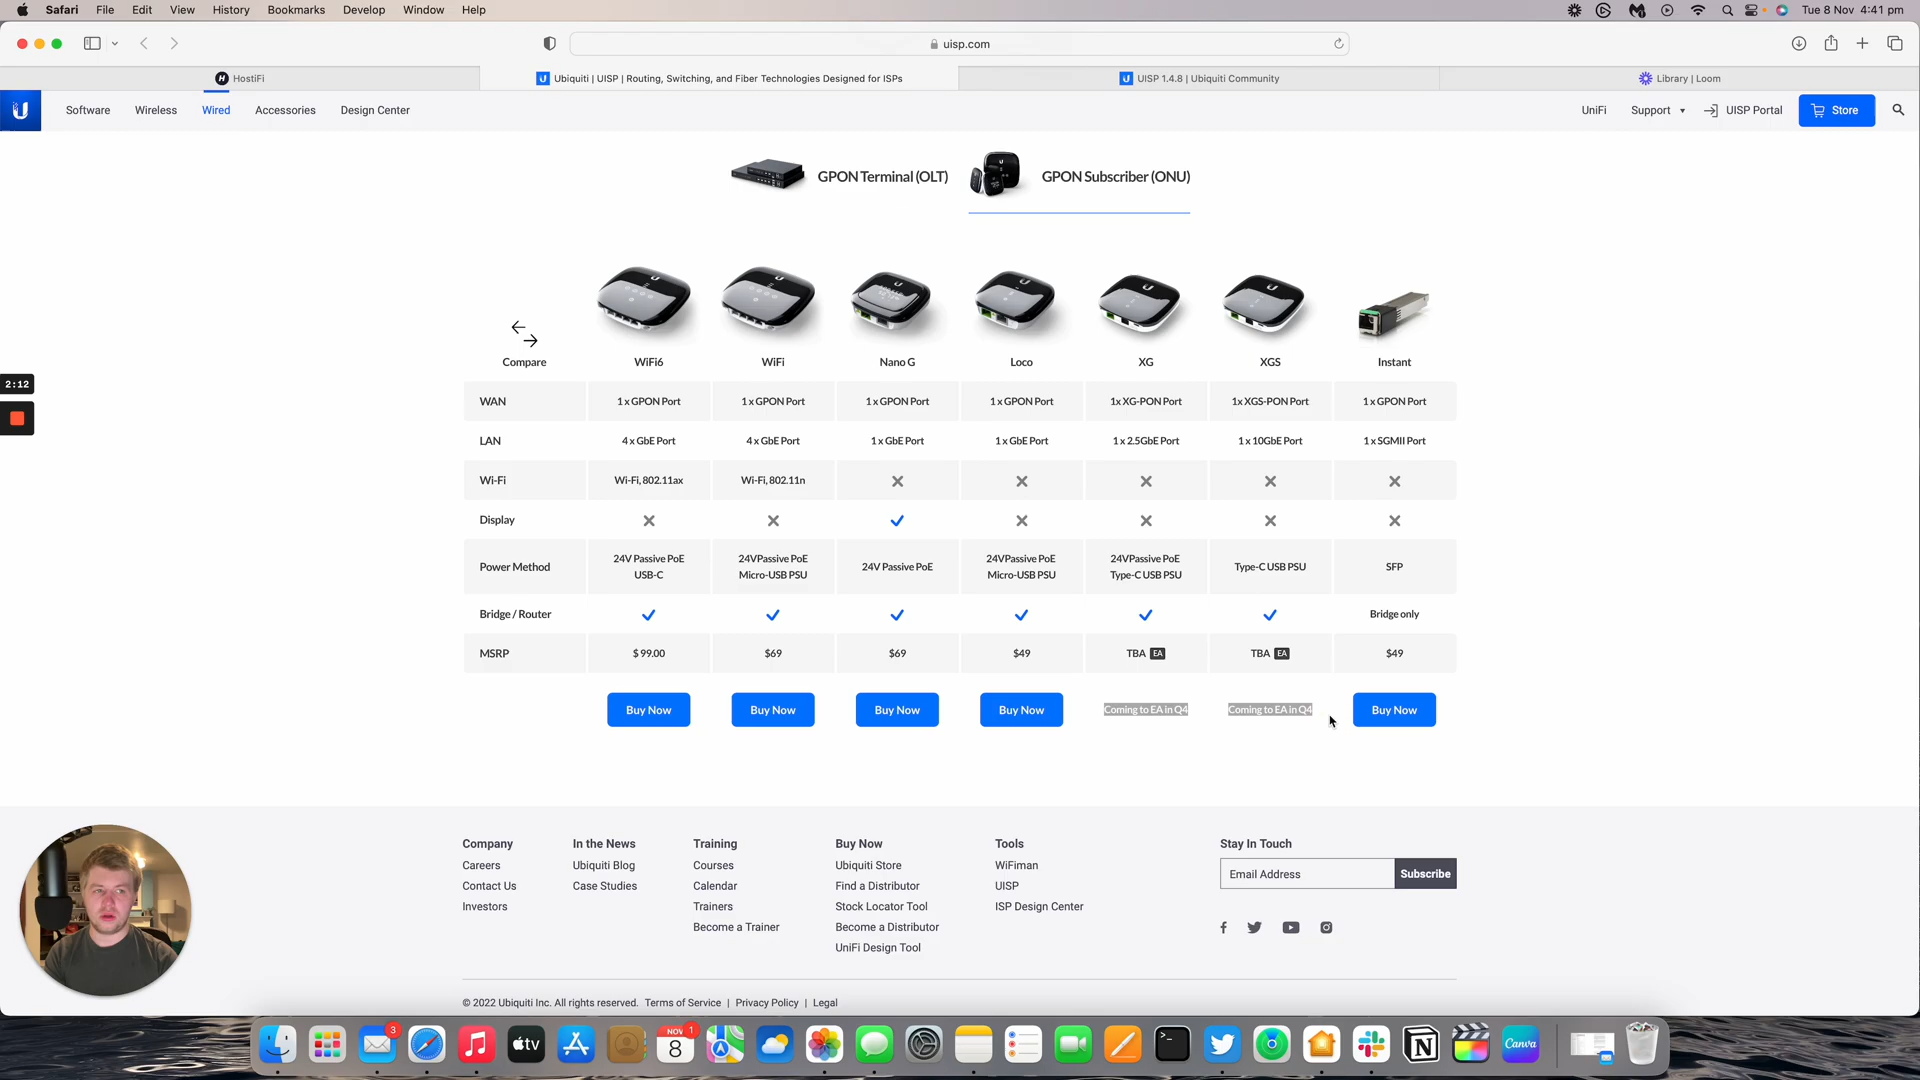 Safari File Edit View History Bookmarks Develop Window Help
Tue 8 Nov 4:41 pm
uisp.com
HostiFi
Ubiquiti | UISP | Routing, Switching, and Fiber Technologies Designed for ISPs
UISP 1.4.8 | Ubiquiti Community
Library | Loom
Software Wireless Wired Accessories Design Center
UniFi Support UISP Portal Store
GPON Terminal (OLT) GPON Subscriber (ONU)
Compare WiFi6 WiFi Nano G Loco XG XGS Instant
2:12
WAN 1 x GPON Port 1 x GPON Port 1 x GPON Port 1 x GPON Port 1x XG-PON Port 1x XGS-PON Port 1 x GPON Port
LAN 4 x GbE Port 4 x GbE Port 1 x GbE Port 1 x GbE Port 1 x 2.5GbE Port 1 x 10GbE Port 1 x SGMII Port
Wi-Fi Wi-Fi, 802.11ax Wi-Fi, 802.11n
Display
Power Method 24V Passive PoE USB-C 24VPassive PoE Micro-USB PSU 24V Passive PoE 24VPassive PoE Micro-USB PSU 24VPassive PoE Type-C USB PSU Type-C USB PSU SFP
Bridge / Router Bridge only
MSRP $ 99.00 $69 $69 $49 TBA EA TBA EA $49
Buy Now Buy Now Buy Now Buy Now Coming to EA in Q4 Coming to EA in Q4 Buy Now
Company In the News Training Buy Now Tools Stay In Touch
Careers Ubiquiti Blog Courses Ubiquiti Store WiFiman
Email Address Subscribe
Contact Us Case Studies Calendar Find a Distributor UISP
Investors Trainers Stock Locator Tool ISP Design Center
Become a Trainer Become a Distributor
UniFi Design Tool
© 2022 Ubiquiti Inc. All rights reserved. Terms of Service | Privacy Policy | Legal
3
NOV
8
1
tv
Canva